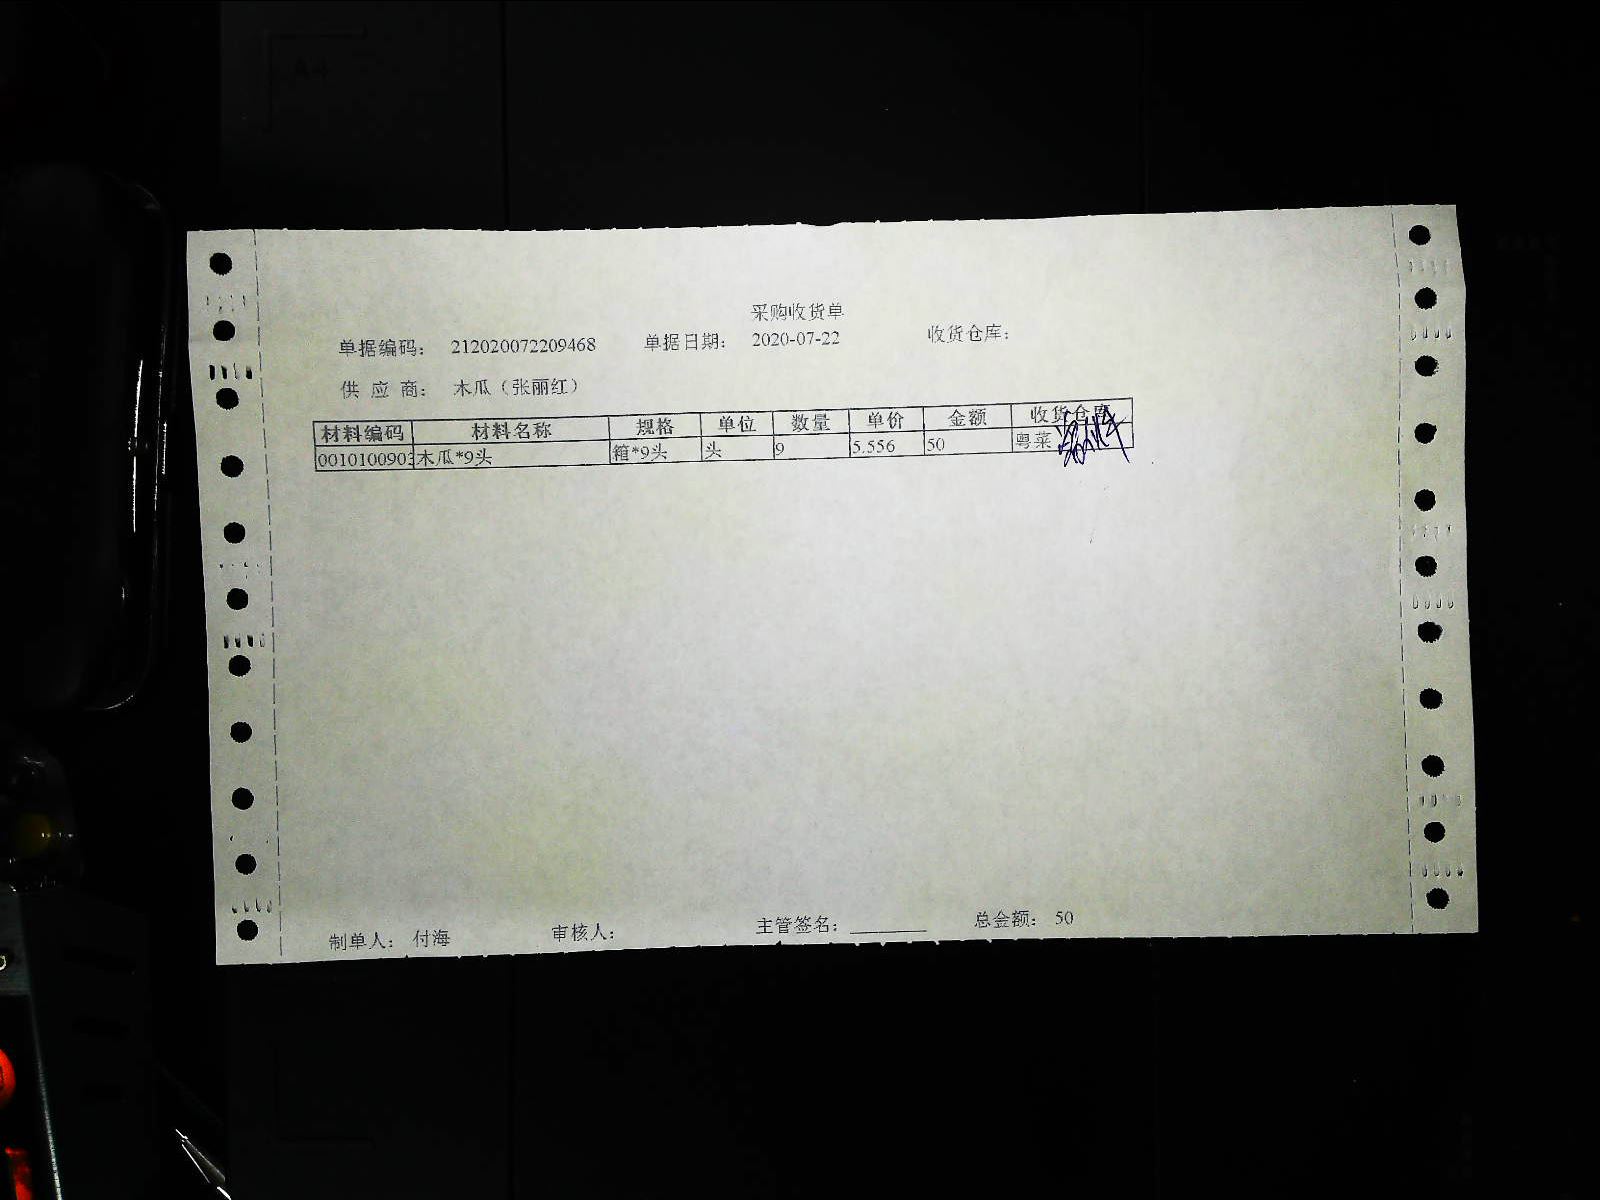 采购收货单
单据编码： 212020072209468 单据日期： 2020-07-22 收货仓库：
供 应 商： 木瓜（张丽红）
材料编码 材料名称 规格 单位 数量 单价 金额 收货仓库
0010100903 木瓜*9头 箱*9头 头 9 5.556 50 粤菜
制单人： 付海 审核人： 主管签名：________ 总金额： 50